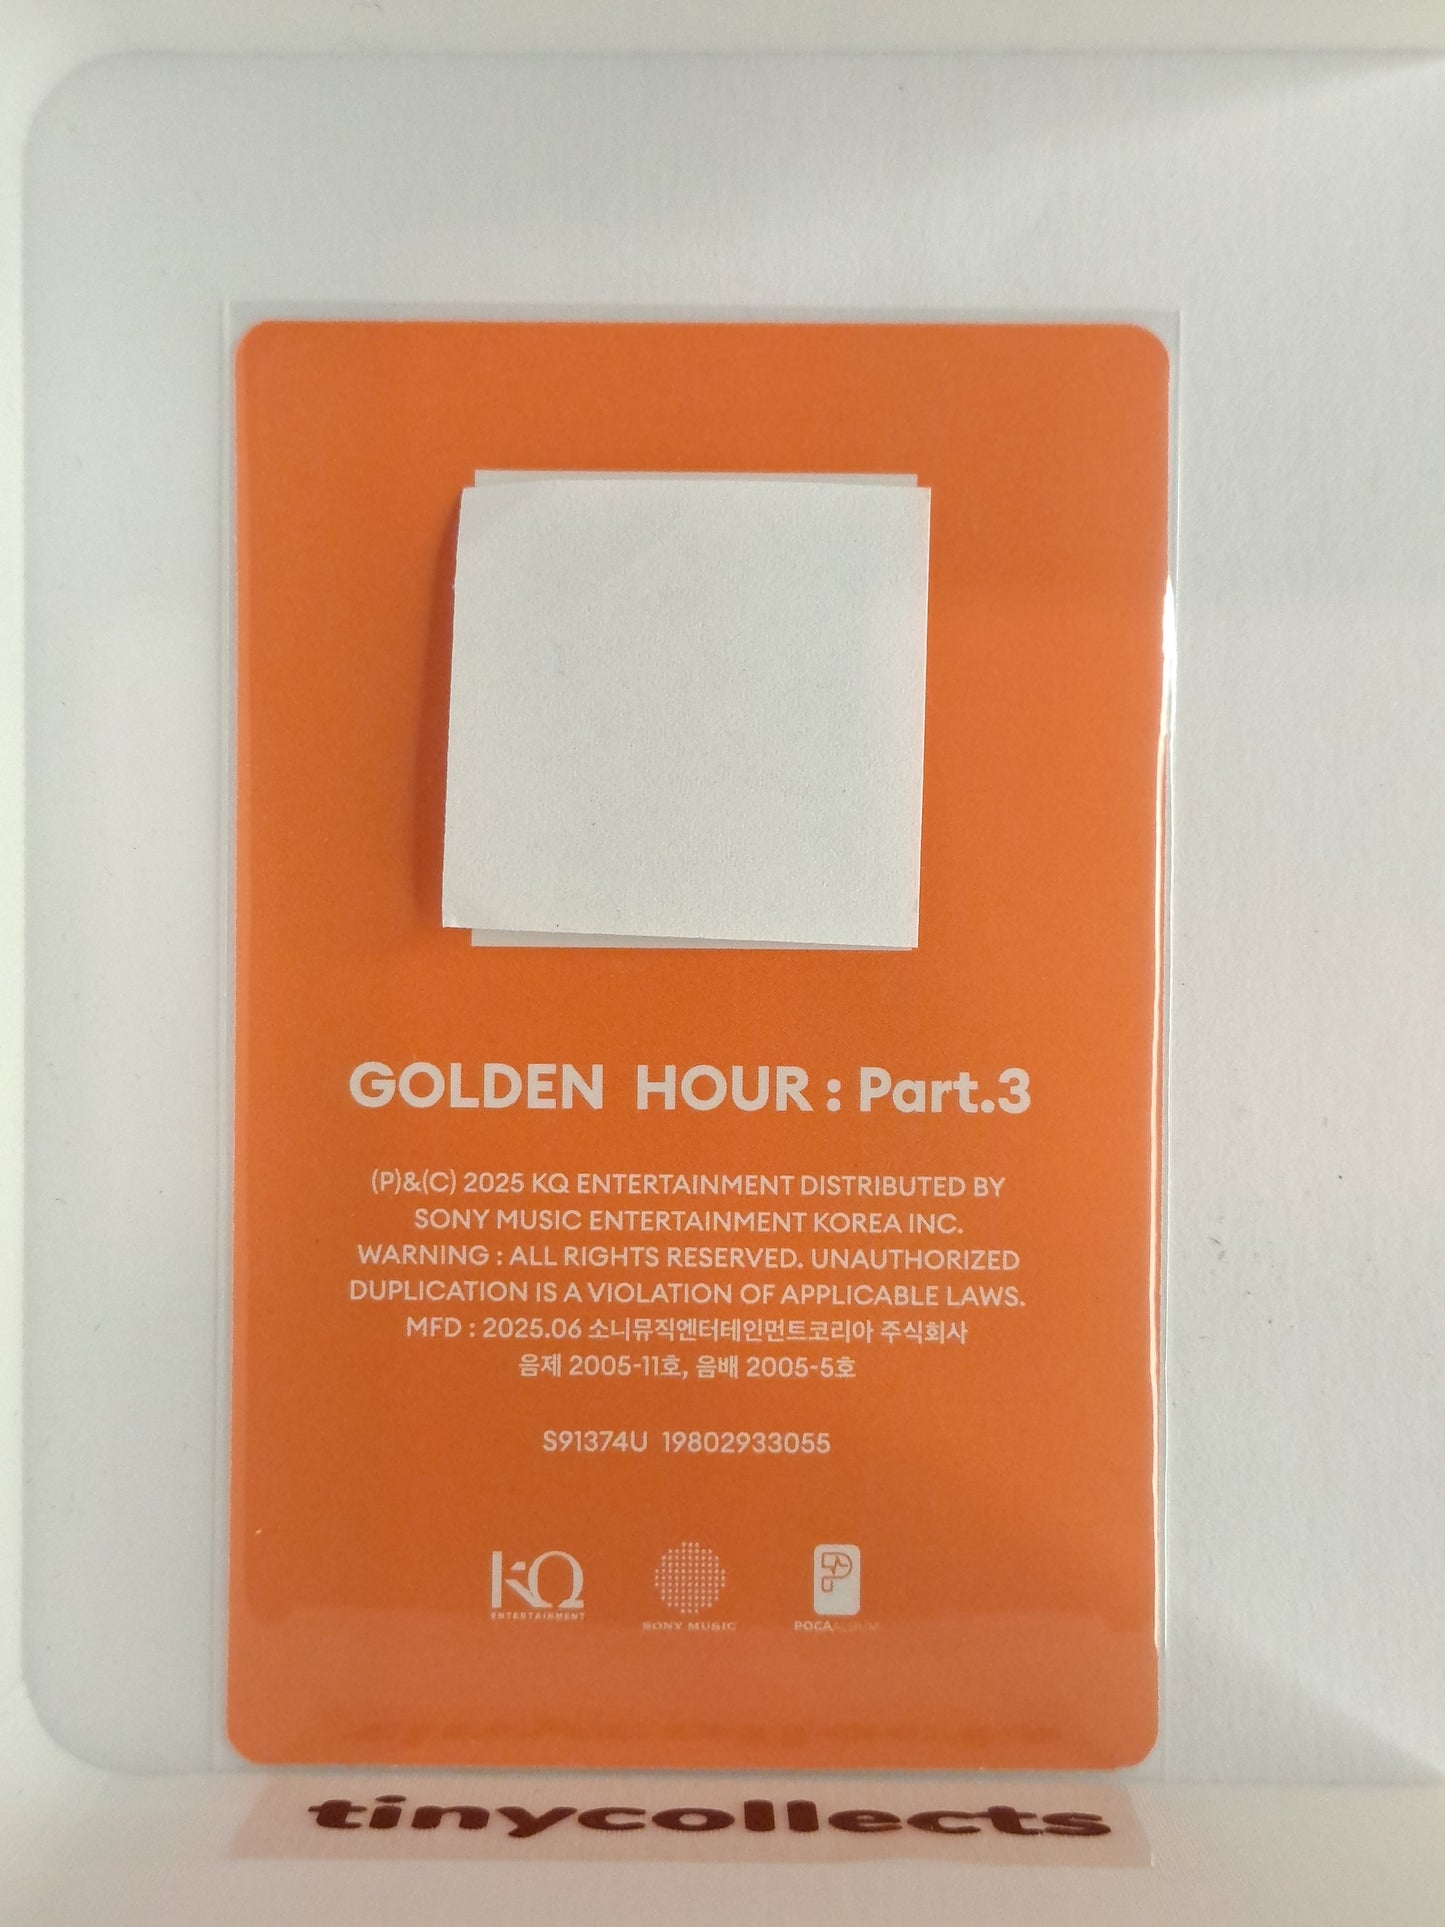 GOLDEN HOUR : Part.3
(P)&(C) 2025 KQ ENTERTAINMENT DISTRIBUTED BY
SONY MUSIC ENTERTAINMENT KOREA INC.
WARNING : ALL RIGHTS RESERVED. UNAUTHORIZED
DUPLICATION IS A VIOLATION OF APPLICABLE LAWS.
MFD : 2025.06 소니뮤직엔터테인먼트코리아 주식회사
음제 2005-11호, 음배 2005-5호
S91374U 19802933055
KQ
ENTERTAINMENT
SONY MUSIC
POCAALBUM
tinycollects